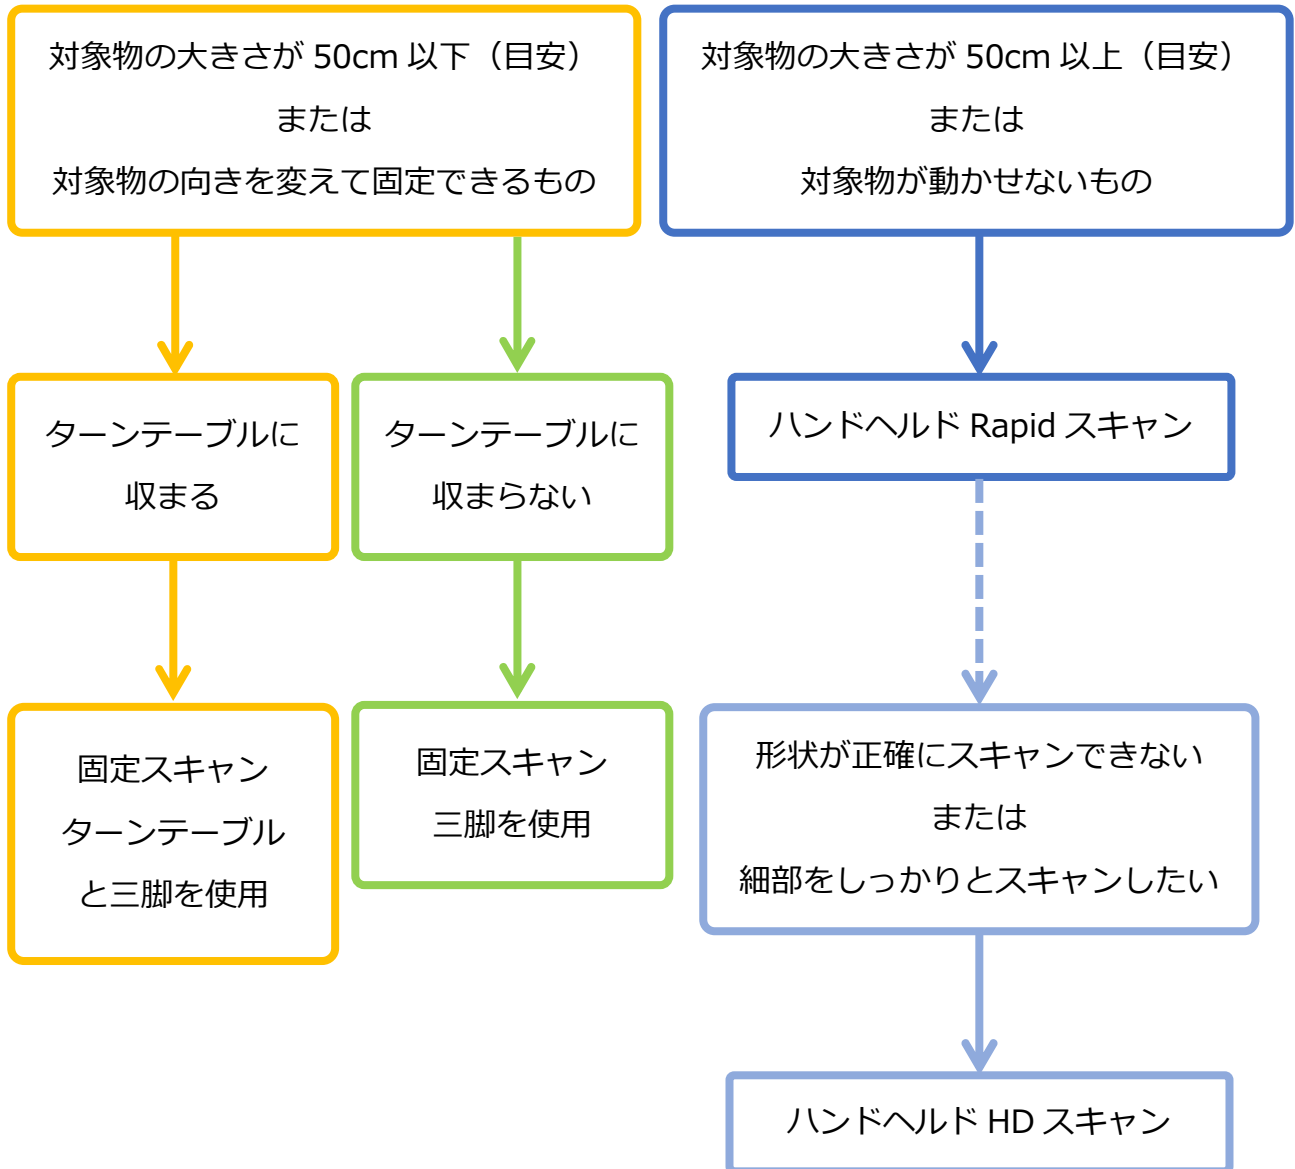 対象物の大きさが 50cm 以下（目安）
または
対象物の向きを変えて固定できるもの
対象物の大きさが 50cm 以上（目安）
または
対象物が動かせないもの
ターンテーブルに
収まる
ターンテーブルに
収まらない
ハンドヘルド Rapid スキャン
固定スキャン
ターンテーブル
と三脚を使用
固定スキャン
三脚を使用
形状が正確にスキャンできない
または
細部をしっかりとスキャンしたい
ハンドヘルド HD スキャン